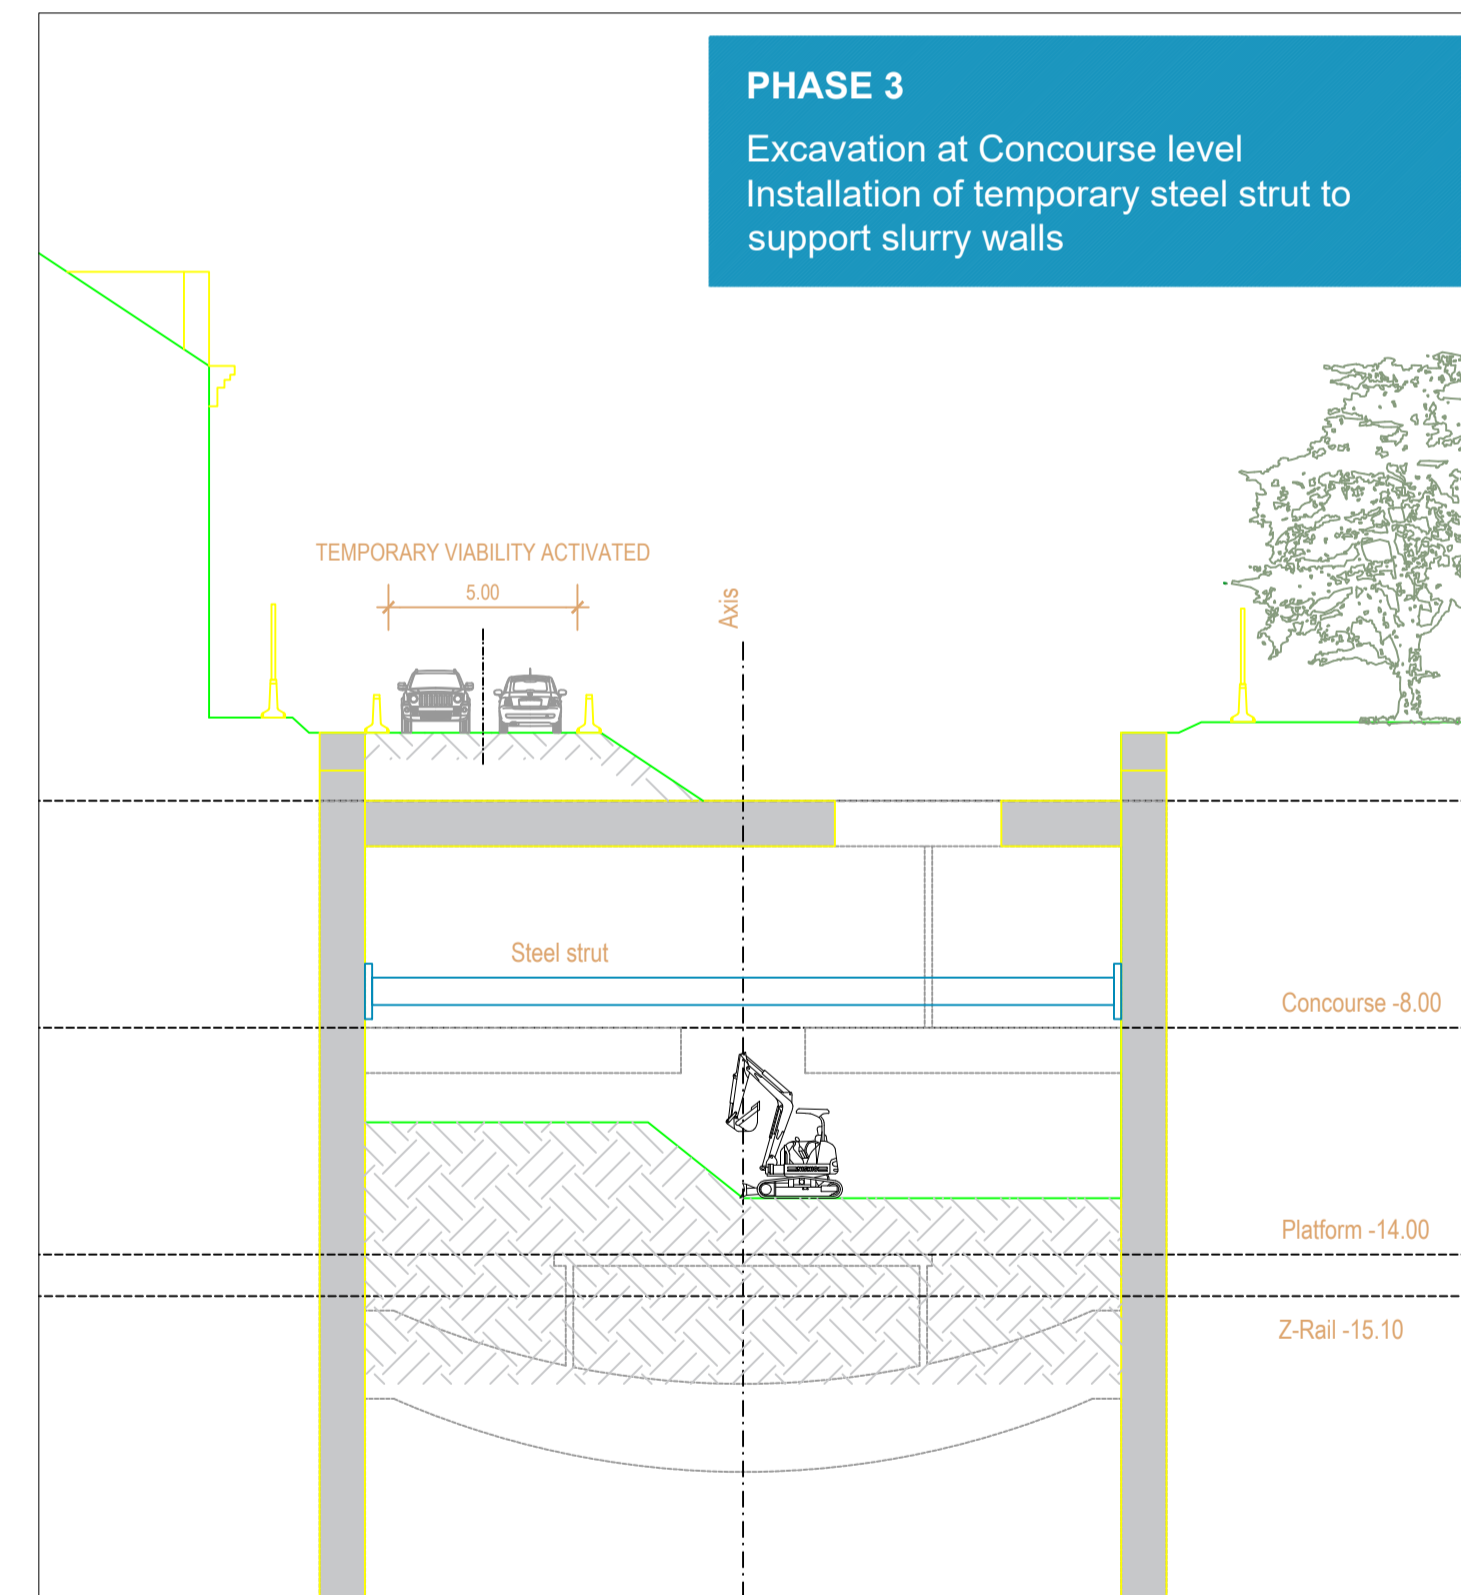 PHASE 3
Excavation at Concourse level
Installation of temporary steel strut to
support slurry walls
TEMPORARY VIABILITY ACTIVATED
5.00
Axis
Steel strut
Concourse -8.00
Platform -14.00
Z-Rail -15.10